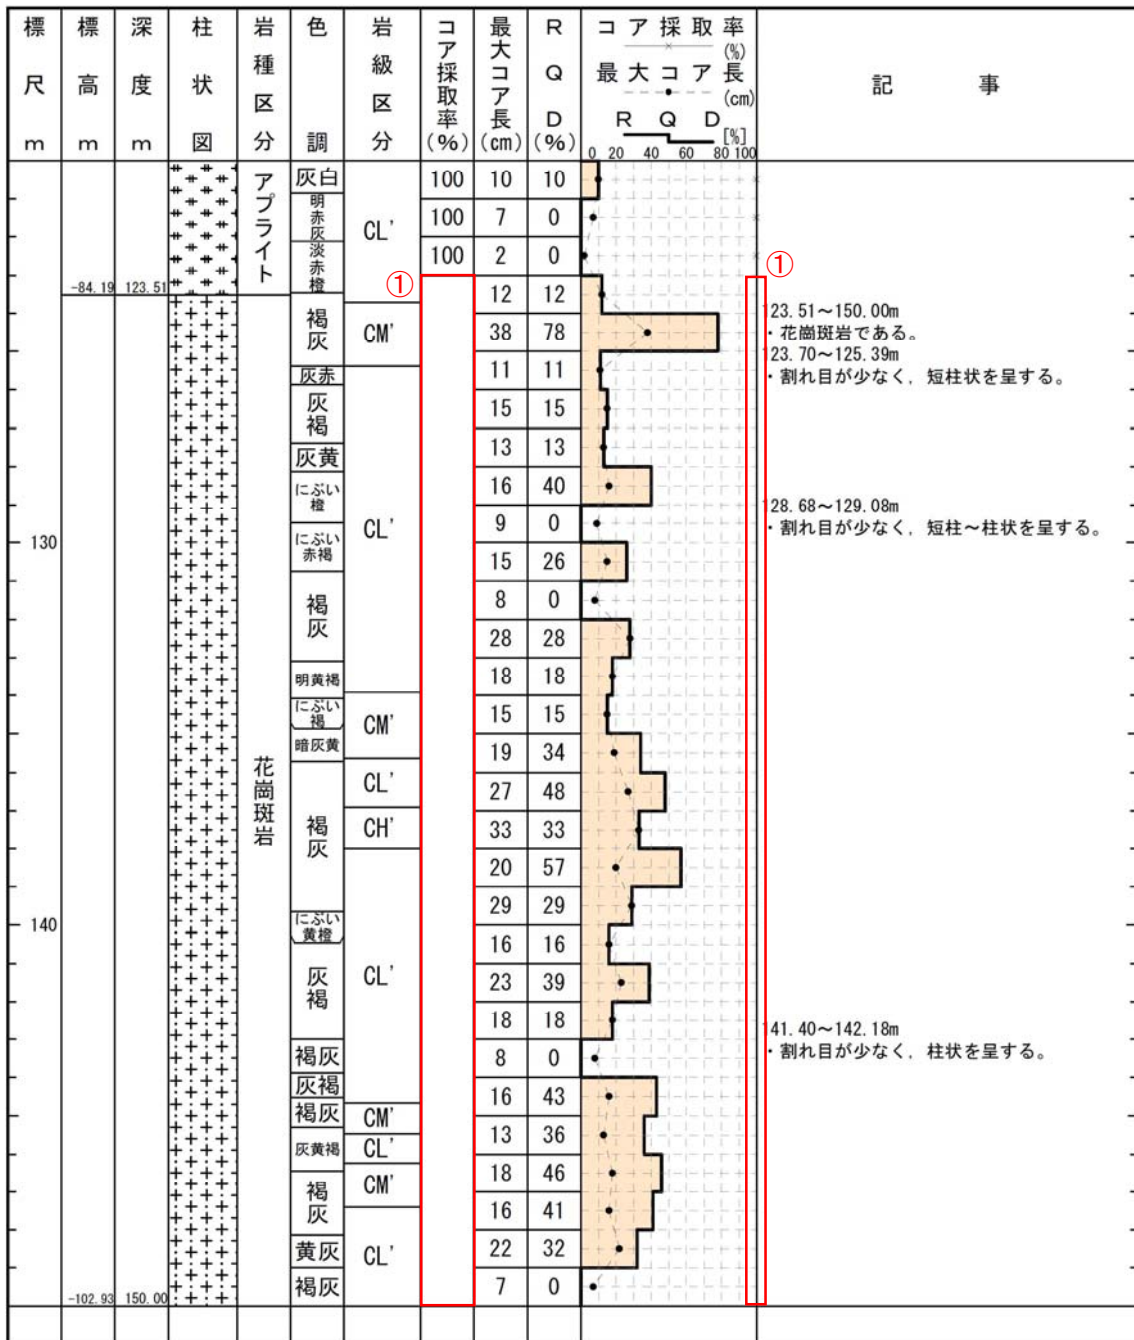 標尺m
標高m
深度m
柱状図
岩種区分
色調
岩級区分
コア採取率(%)
最大コア長(cm)
RQD(%)
コア採取率
(%)
最大コア長
(cm)
RQD
[%]
0 20 40 60 80 100
記事
アプライト
灰白
明赤灰
淡赤橙
CL'
100 10 10
100 7 0
100 2 0
①
①
-84.19 123.51
12 12
38 78
11 11
15 15
13 13
16 40
9 0
15 26
8 0
28 28
18 18
15 15
19 34
27 48
33 33
20 57
29 29
16 16
23 39
18 18
8 0
16 43
13 36
18 46
16 41
22 32
7 0
130
140
花崗斑岩
褐灰
灰赤
灰褐
灰黄
にぶい橙
にぶい赤褐
褐灰
明黄褐
にぶい褐
暗灰黄
褐灰
にぶい黄橙
灰褐
褐灰
灰褐
褐灰
灰黄褐
褐灰
黄灰
褐灰
CM'
CL'
CM'
CL'
CH'
CL'
CM'
CL'
CM'
CL'
123.51～150.00m
・花崗斑岩である。
123.70～125.39m
・割れ目が少なく，短柱状を呈する。
128.68～129.08m
・割れ目が少なく，短柱～柱状を呈する。
141.40～142.18m
・割れ目が少なく，柱状を呈する。
-102.93 150.00